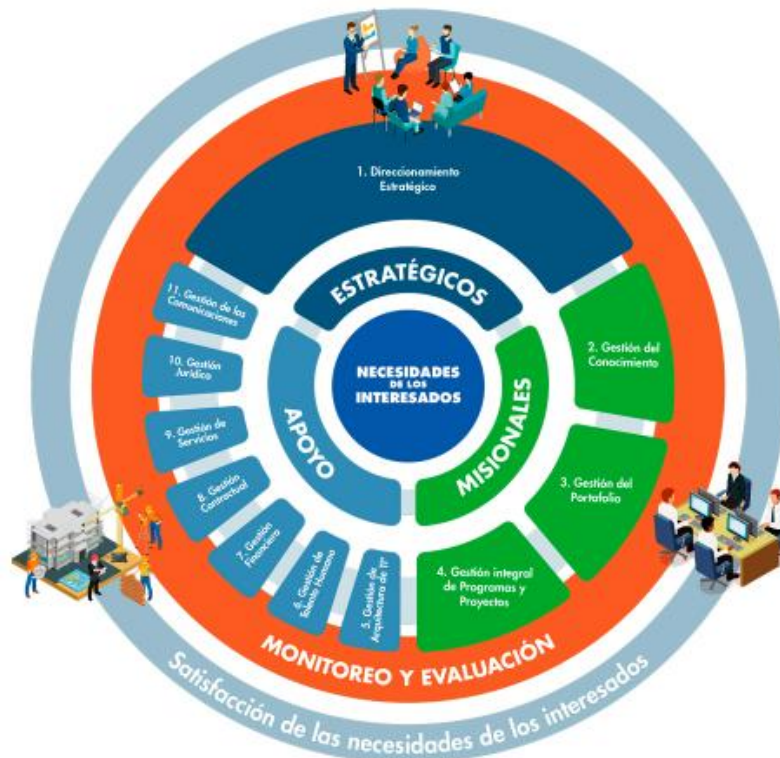 1. Direccionamiento
Estratégico
ESTRATÉGICOS
NECESIDADES
DE LOS
INTERESADOS
MISIONALES
APOYO
2. Gestión del
Conocimiento
3. Gestión del
Portafolio
4. Gestión integral
de Programas y
Proyectos
5. Gestión de
Arquitectura de TI*
6. Gestión de
Talento Humano
7. Gestión
Financiera
8. Gestión
Contractual
9. Gestión de
Servicios
10. Gestión
Jurídica
11. Gestión de las
Comunicaciones
MONITOREO Y EVALUACIÓN
Satisfacción de las necesidades de los interesados